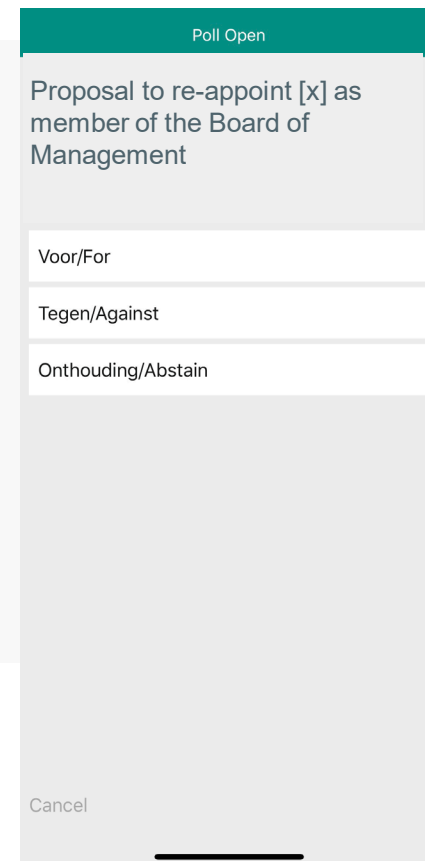 Poll Open
Proposal to re-appoint [x] as
member of the Board of
Management
Voor/For
Tegen/Against
Onthouding/Abstain
Cancel